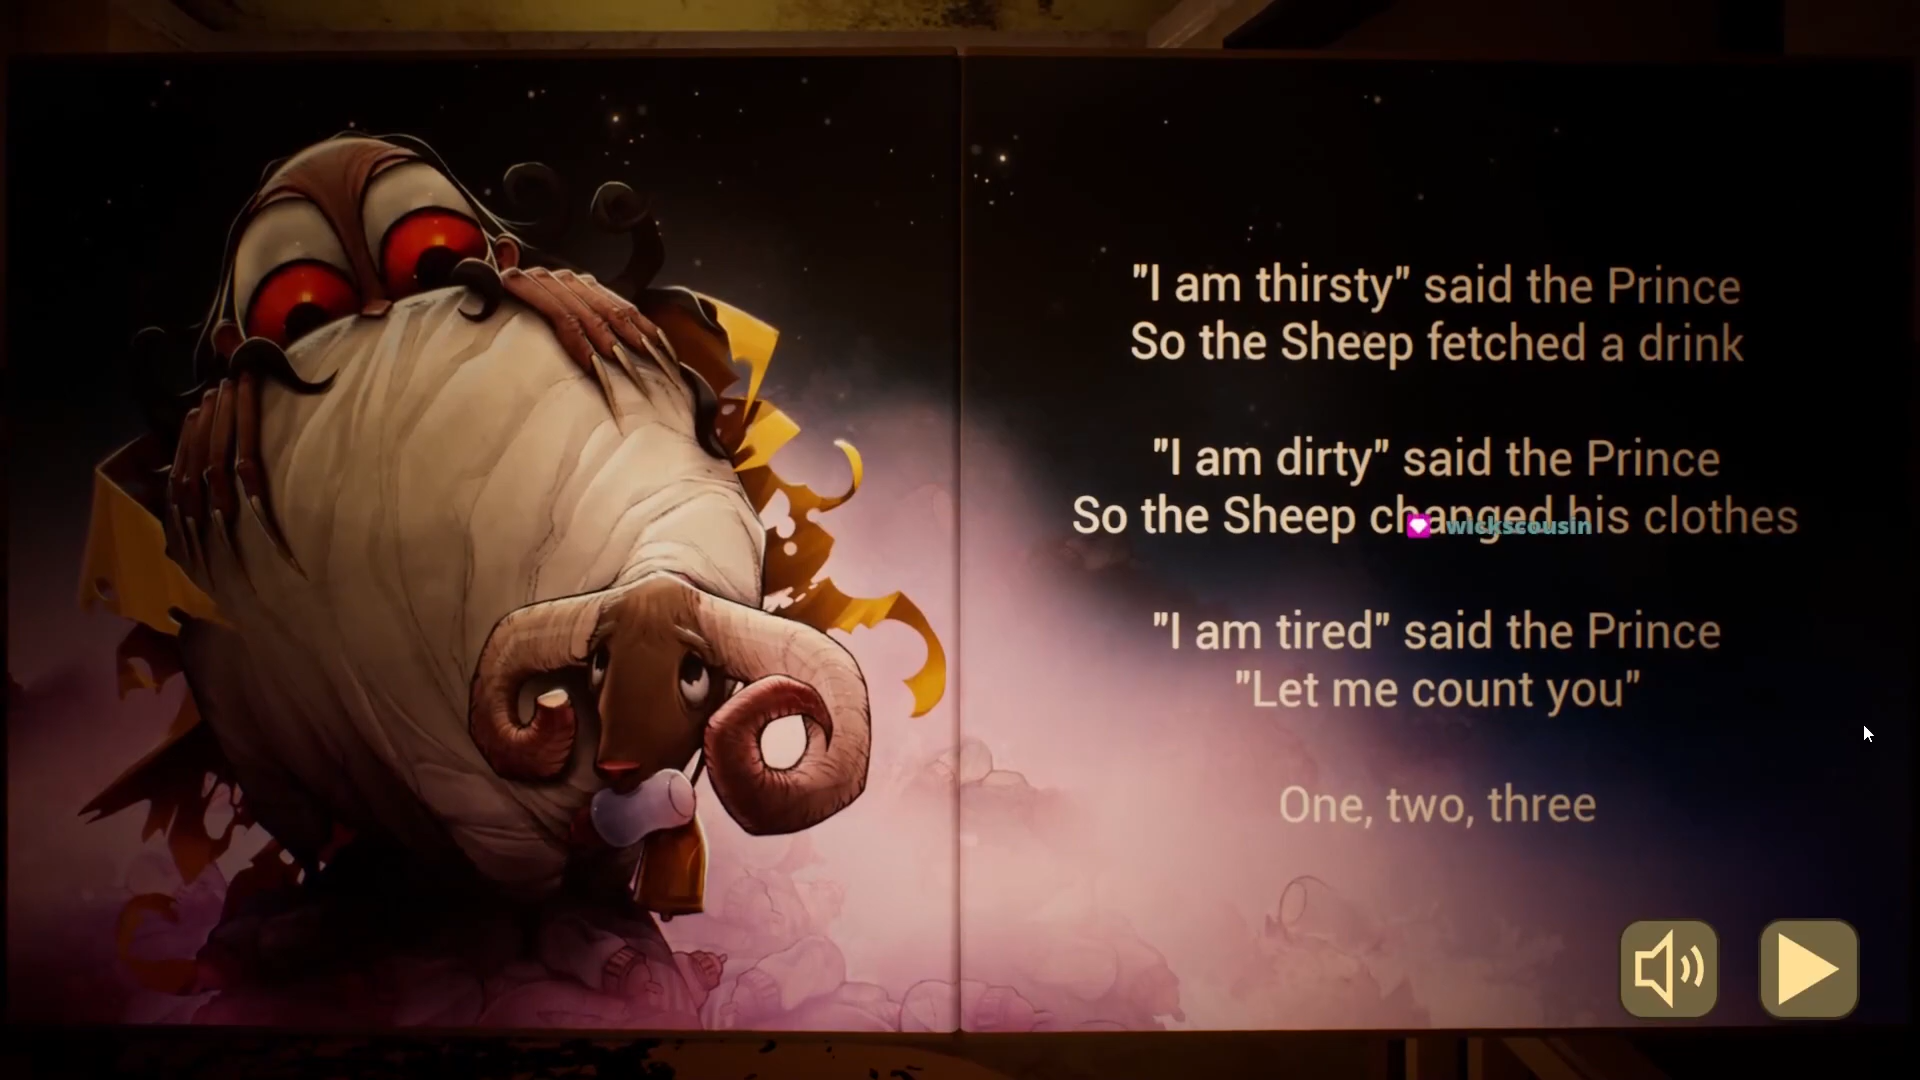 "I am thirsty" said the Prince
So the Sheep fetched a drink
"I am dirty" said the Prince
So the Sheep changed his clothes
wickscousin
"I am tired" said the Prince
"Let me count you"
One, two, three